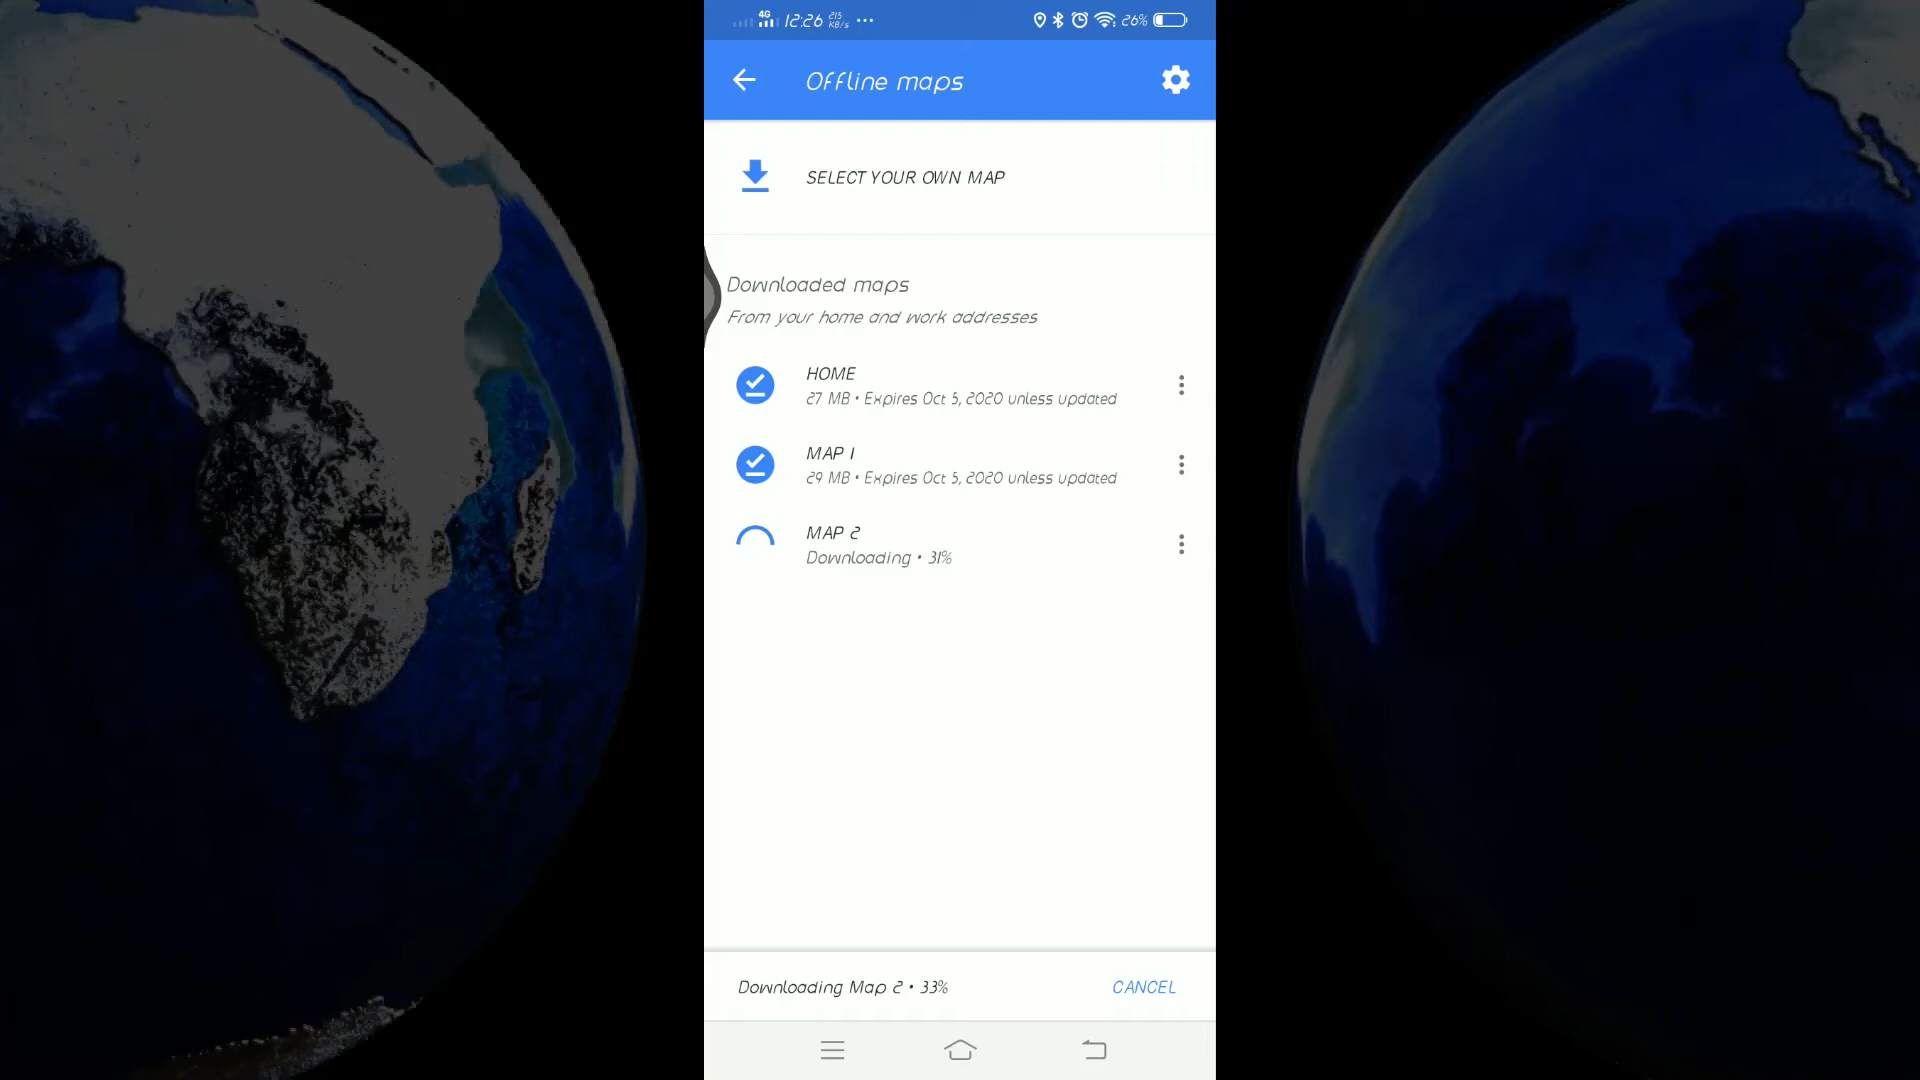 4G 12:26 215 KB/s ... 26%
Offline maps
SELECT YOUR OWN MAP
Downloaded maps
From your home and work addresses
HOME
27 MB • Expires Oct 5, 2020 unless updated
MAP 1
29 MB • Expires Oct 5, 2020 unless updated
MAP 2
Downloading • 31%
Downloading Map 2 • 33% CANCEL